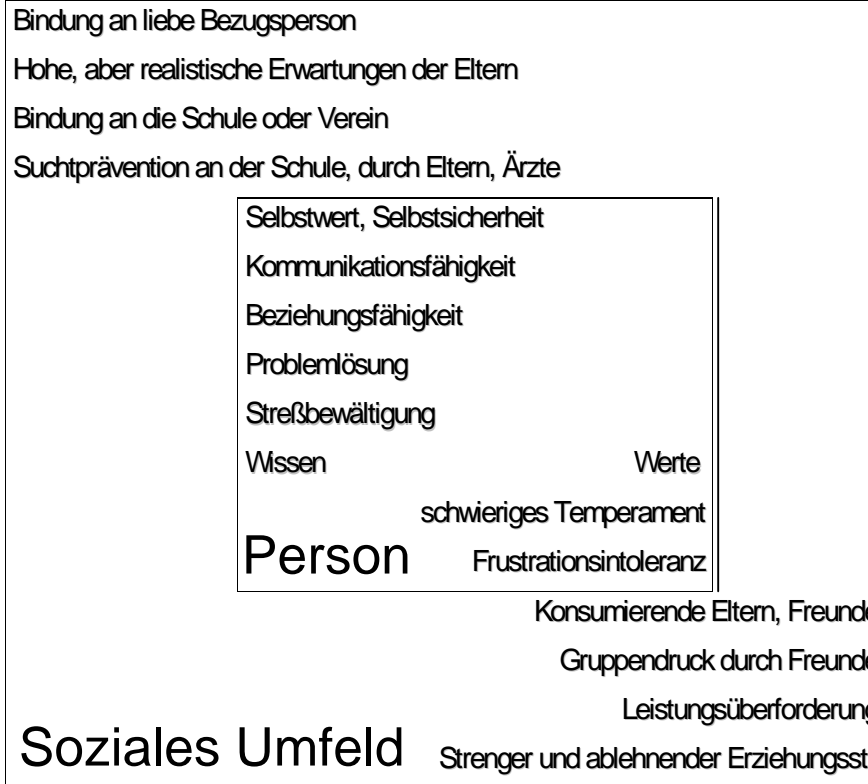 Bindung an liebe Bezugsperson
Hohe, aber realistische Erwartungen der Eltern
Bindung an die Schule oder Verein
Suchtprävention an der Schule, durch Eltern, Ärzte
Selbstwert, Selbstsicherheit
Kommunikationsfähigkeit
Beziehungsfähigkeit
Problemlösung
Streßbewältigung
Wissen Werte
schwieriges Temperament
Person Frustrationsintoleranz
Konsumierende Eltern, Freunde
Gruppendruck durch Freunde
Leistungsüberforderung
Soziales Umfeld Strenger und ablehnender